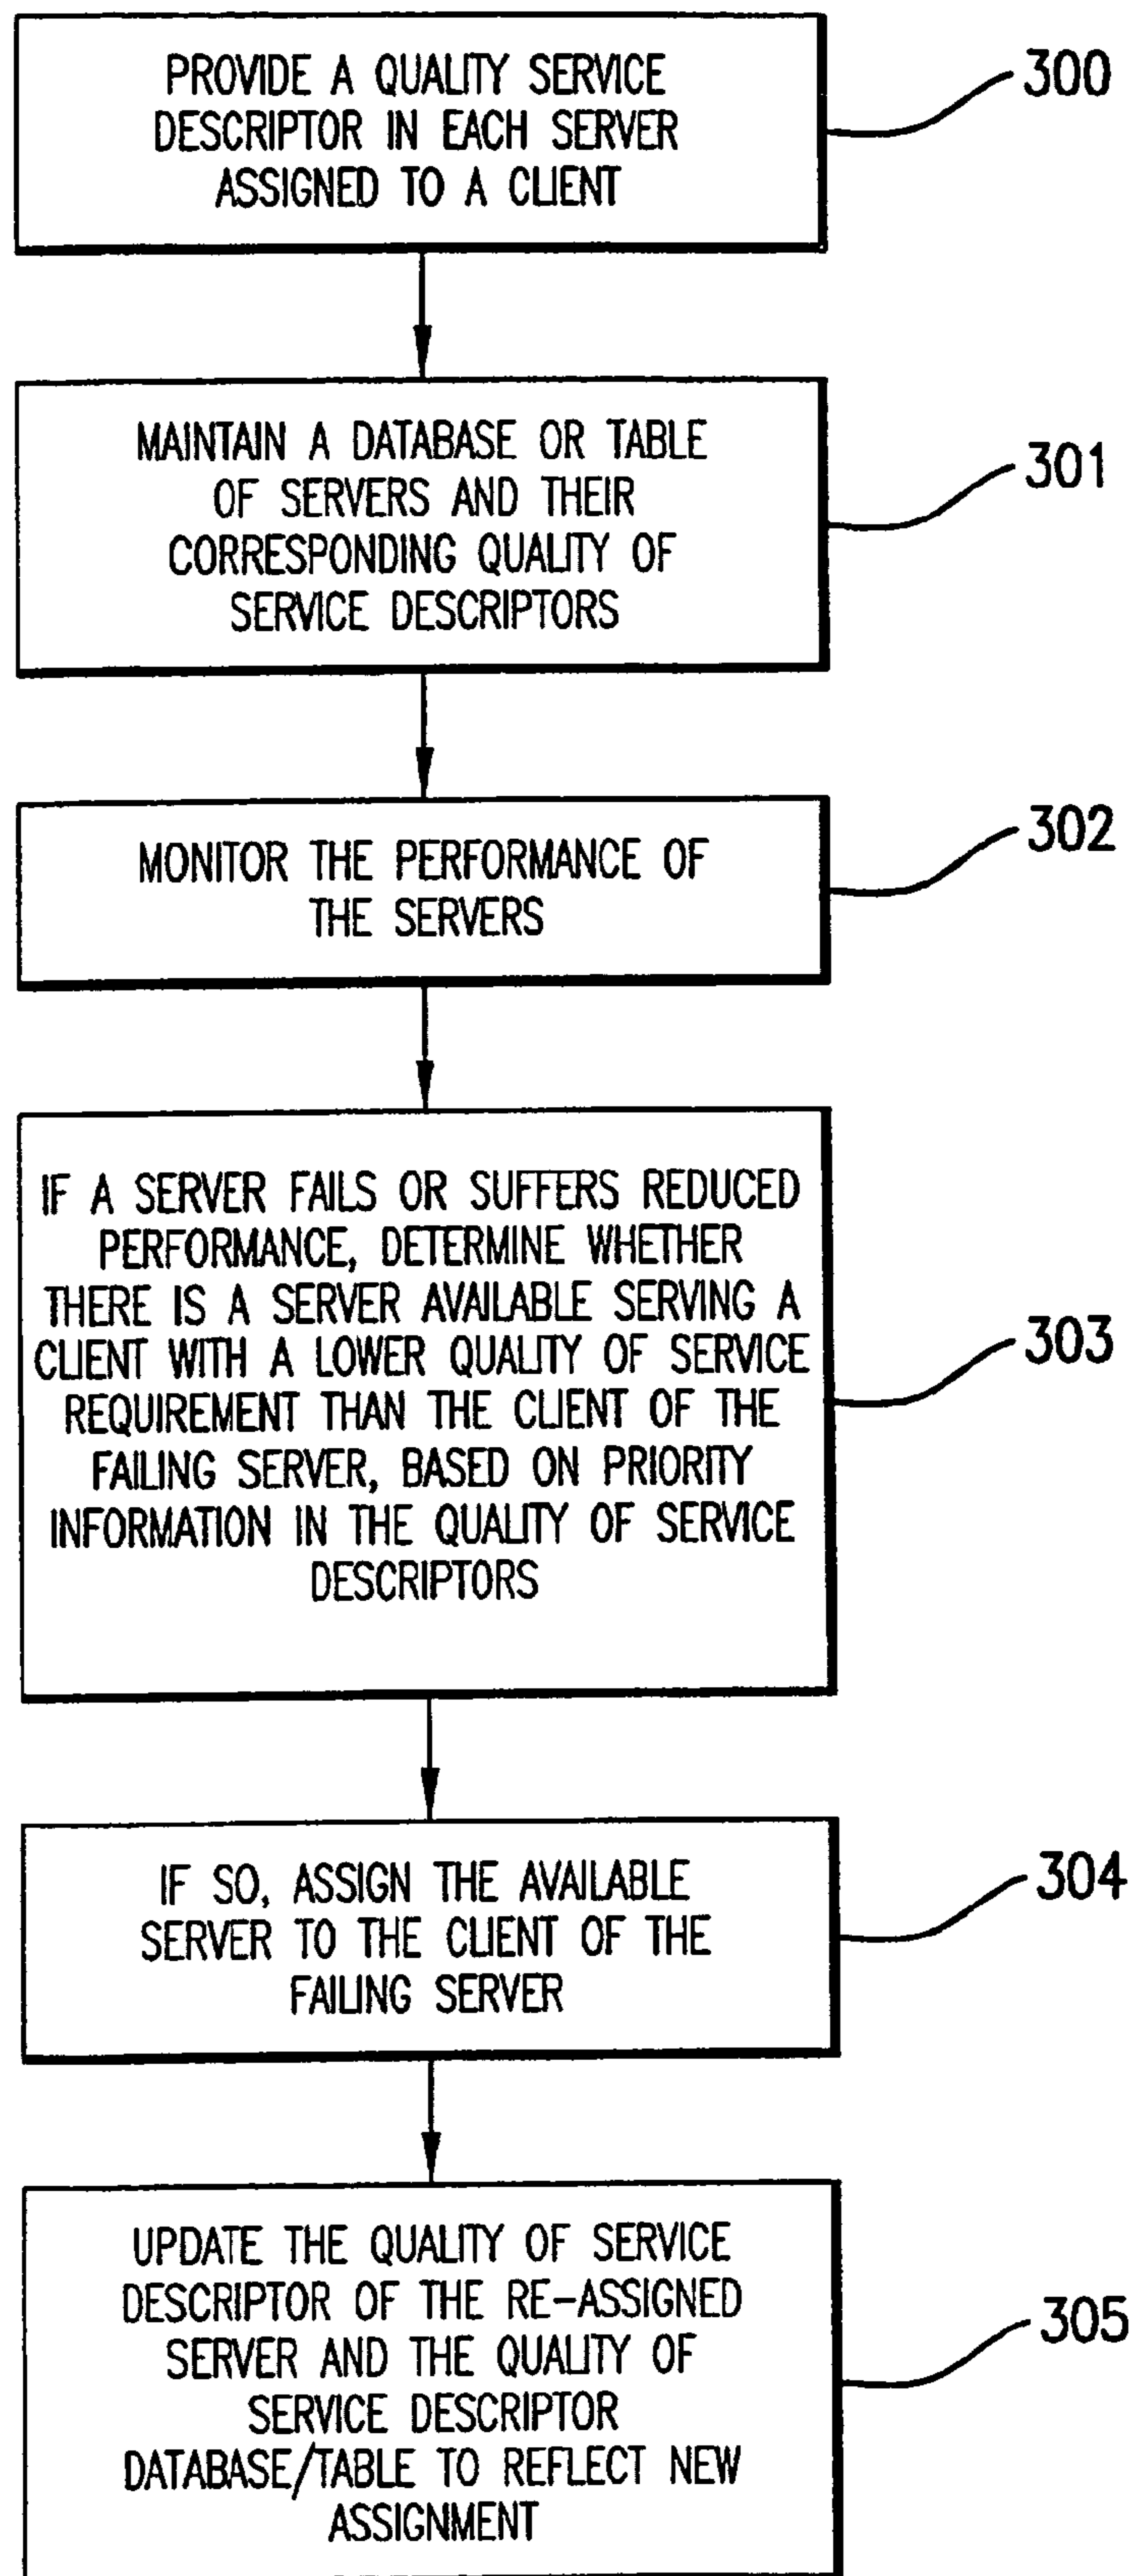 PROVIDE A QUALITY SERVICE
DESCRIPTOR IN EACH SERVER
ASSIGNED TO A CLIENT
300
MAINTAIN A DATABASE OR TABLE
OF SERVERS AND THEIR
CORRESPONDING QUALITY OF
SERVICE DESCRIPTORS
301
MONITOR THE PERFORMANCE OF
THE SERVERS
302
IF A SERVER FAILS OR SUFFERS REDUCED
PERFORMANCE, DETERMINE WHETHER
THERE IS A SERVER AVAILABLE SERVING A
CLIENT WITH A LOWER QUALITY OF SERVICE
REQUIREMENT THAN THE CLIENT OF THE
FAILING SERVER, BASED ON PRIORITY
INFORMATION IN THE QUALITY OF SERVICE
DESCRIPTORS
303
IF SO, ASSIGN THE AVAILABLE
SERVER TO THE CLIENT OF THE
FAILING SERVER
304
UPDATE THE QUALITY OF SERVICE
DESCRIPTOR OF THE RE-ASSIGNED
SERVER AND THE QUALITY OF
SERVICE DESCRIPTOR
DATABASE/TABLE TO REFLECT NEW
ASSIGNMENT
305